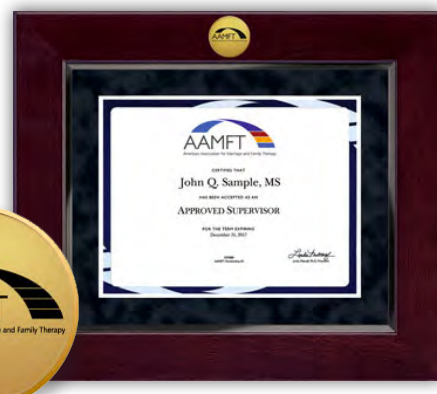 AAMFT
AAMFT
American Association for Marriage and Family Therapy
CERTIFIES THAT
John Q. Sample, MS
HAS BEEN ACCEPTED AS AN
APPROVED SUPERVISOR
FOR THE TERM EXPIRING
December 31, 2017
FT
e and Family Therapy